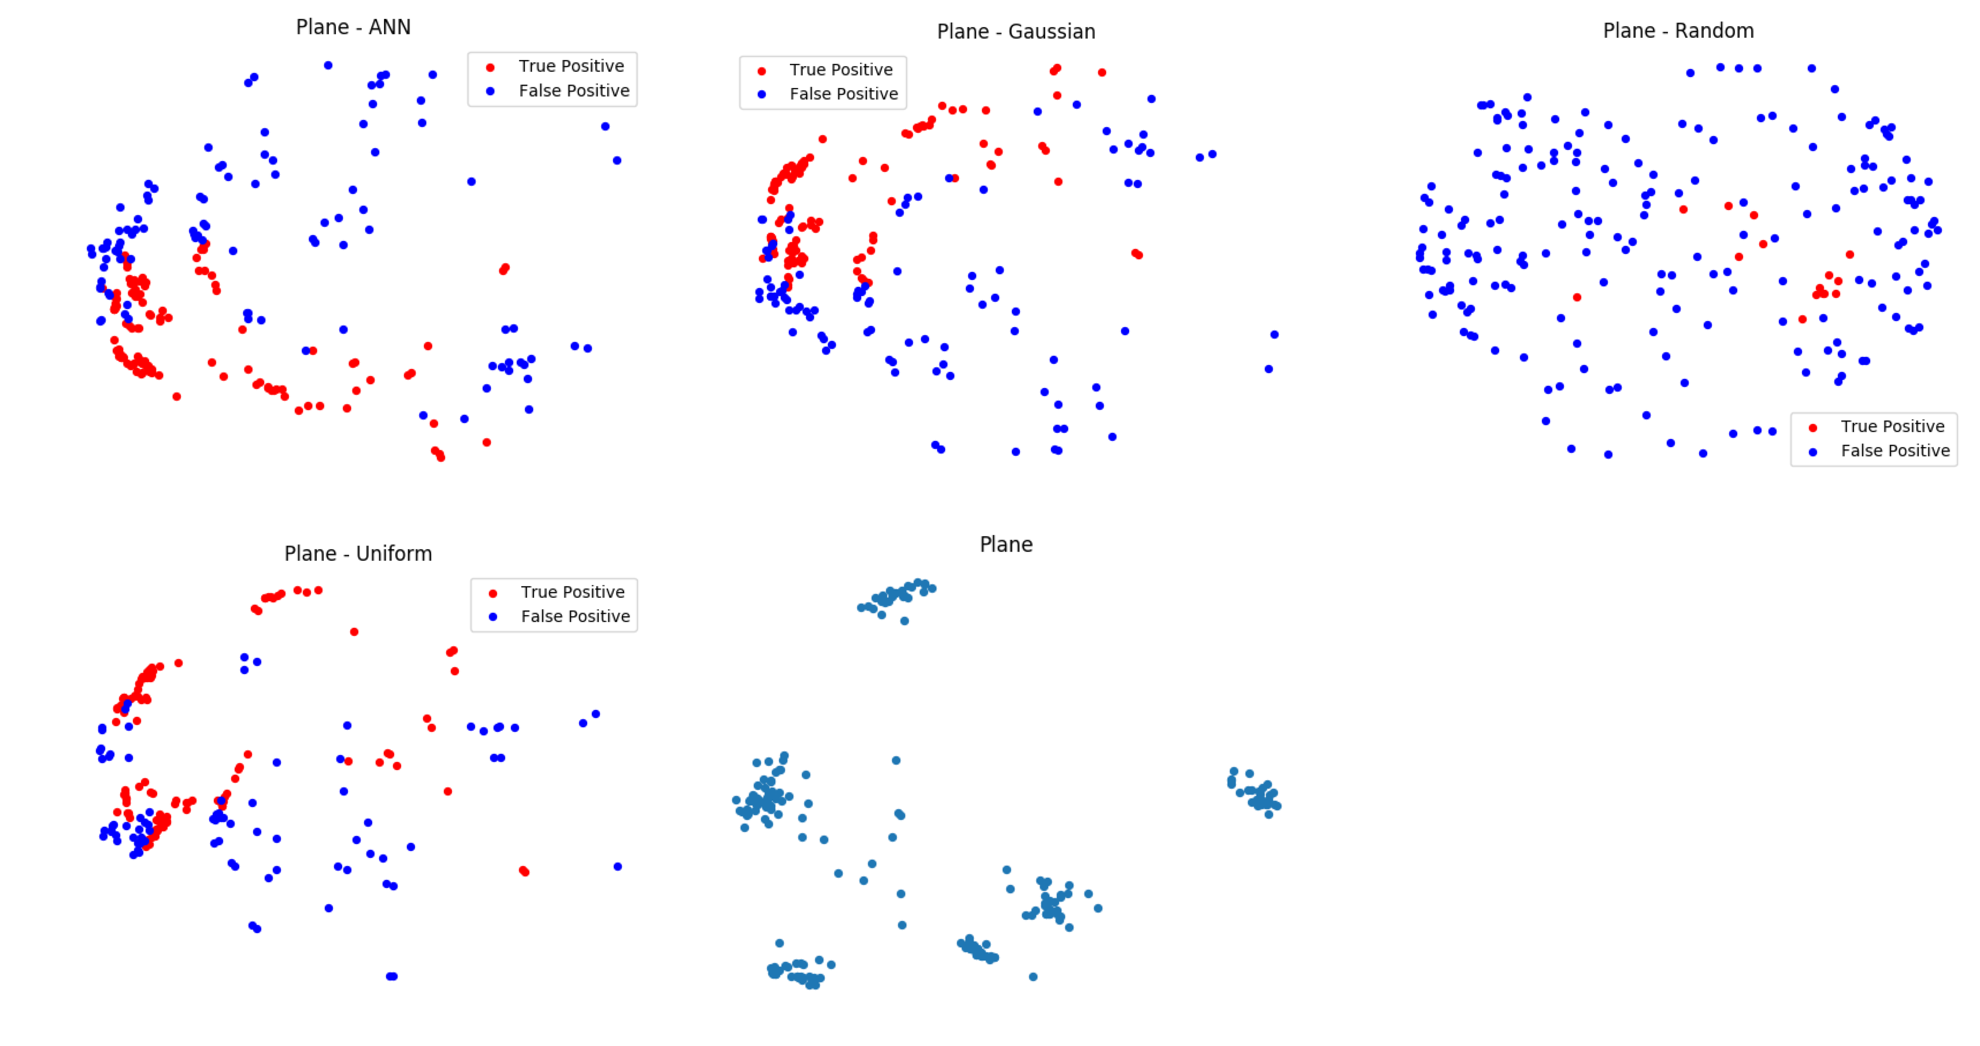 Plane - ANN
True Positive
False Positive
Plane - Gaussian
True Positive
False Positive
Plane - Random
True Positive
False Positive
Plane - Uniform
True Positive
False Positive
Plane